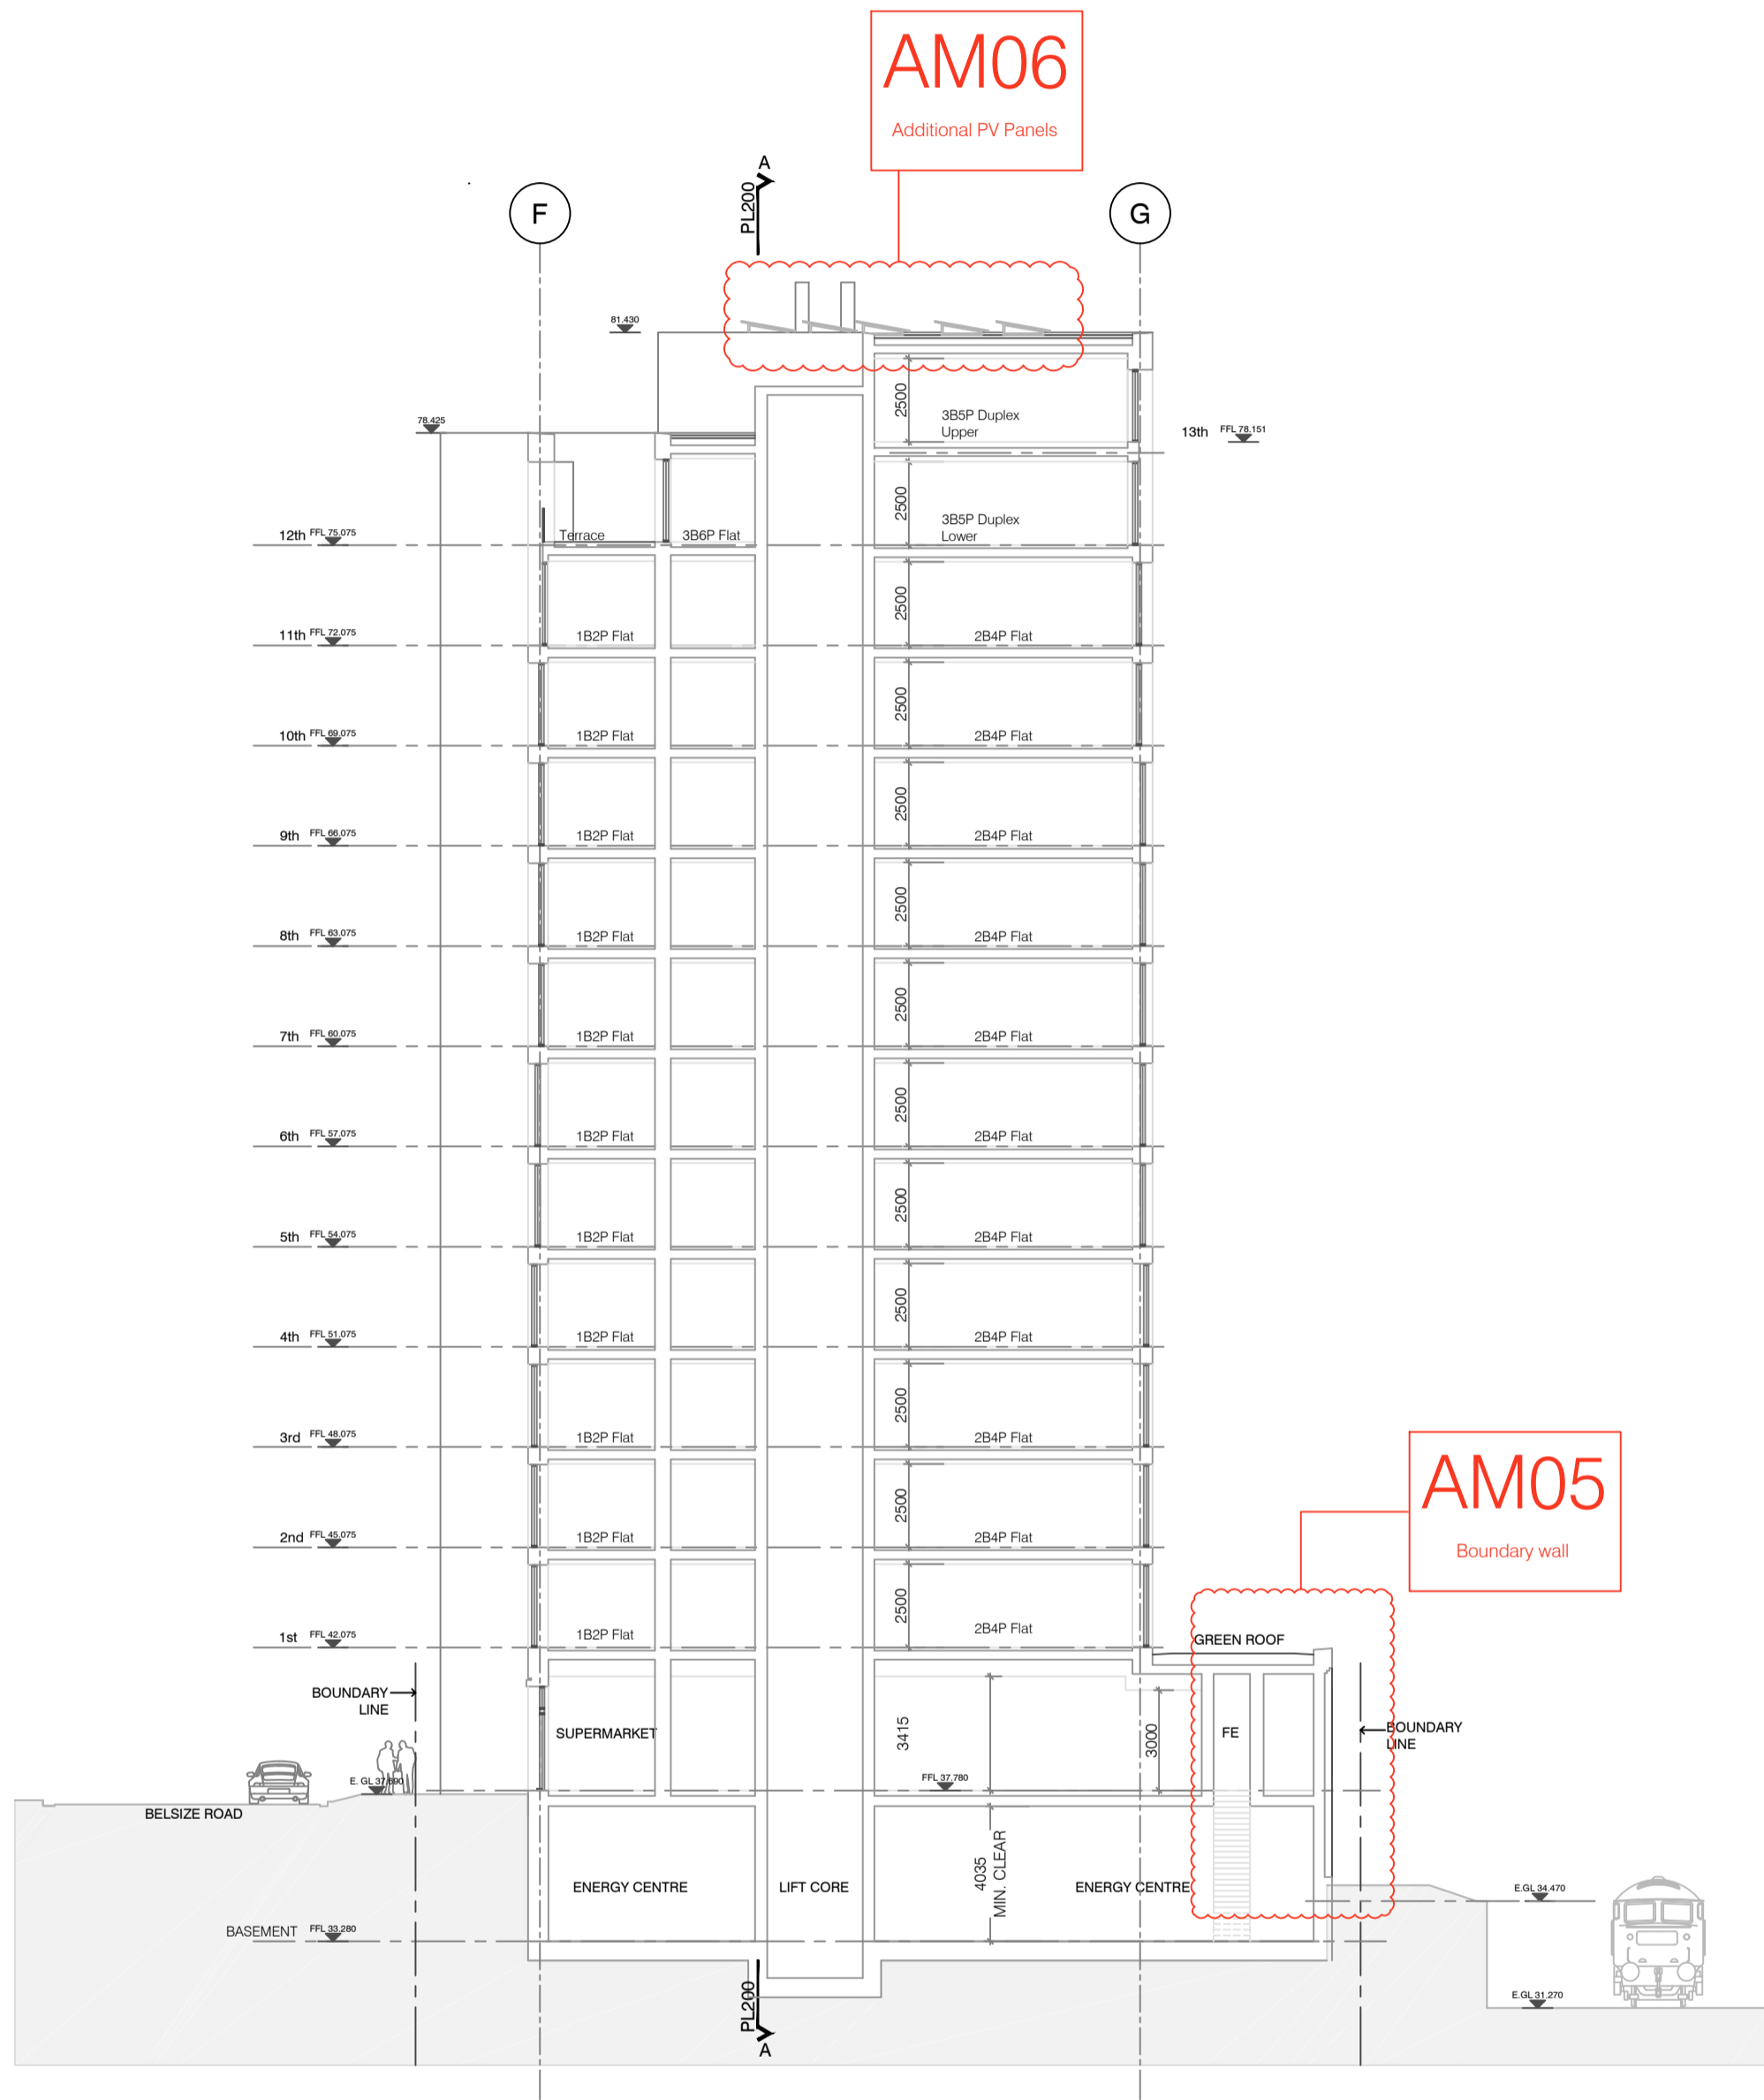 AM06
Additional PV Panels
A
PL200
F
G
81.430
2500
3B5P Duplex
Upper
78.425
13th FFL 78.151
2500
3B5P Duplex
Lower
12th FFL 75.075
Terrace
3B6P Flat
2500
11th FFL 72.075
1B2P Flat
2B4P Flat
2500
10th FFL 69.075
1B2P Flat
2B4P Flat
2500
9th FFL 66.075
1B2P Flat
2B4P Flat
2500
8th FFL 63.075
1B2P Flat
2B4P Flat
2500
7th FFL 60.075
1B2P Flat
2B4P Flat
2500
6th FFL 57.075
1B2P Flat
2B4P Flat
2500
5th FFL 54.075
1B2P Flat
2B4P Flat
2500
4th FFL 51.075
1B2P Flat
2B4P Flat
2500
3rd FFL 48.075
1B2P Flat
2B4P Flat
AM05
Boundary wall
2500
2nd FFL 45.075
1B2P Flat
2B4P Flat
2500
1st FFL 42.075
1B2P Flat
2B4P Flat
GREEN ROOF
BOUNDARY
LINE
SUPERMARKET
3415
3000
FE
BOUNDARY
LINE
E. GL 37.690
FFL 37.780
BELSIZE ROAD
ENERGY CENTRE
LIFT CORE
4035
MIN. CLEAR
ENERGY CENTRE
E.GL 34.470
BASEMENT FFL 33.280
PL200
A
E.GL 31.270